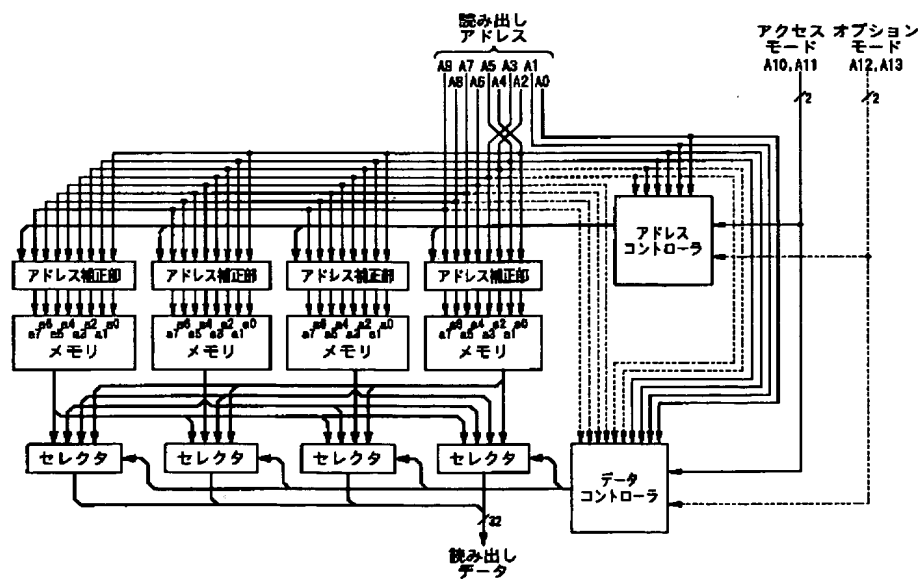 読み出し
アドレス
A9 A7 A5 A3 A1
A8 A6 A4 A2 A0
アクセス
モード
A10,A11
オプション
モード
A12,A13
2
2
アドレス
コントローラ
アドレス補正部
アドレス補正部
アドレス補正部
アドレス補正部
a6 a4 a2 a0
a7 a5 a3 a1
メモリ
a6 a4 a2 a0
a7 a5 a3 a1
メモリ
a6 a4 a2 a0
a7 a5 a3 a1
メモリ
a6 a4 a2 a0
a7 a5 a3 a1
メモリ
セレクタ
セレクタ
セレクタ
セレクタ
データ
コントローラ
32
読み出し
データ